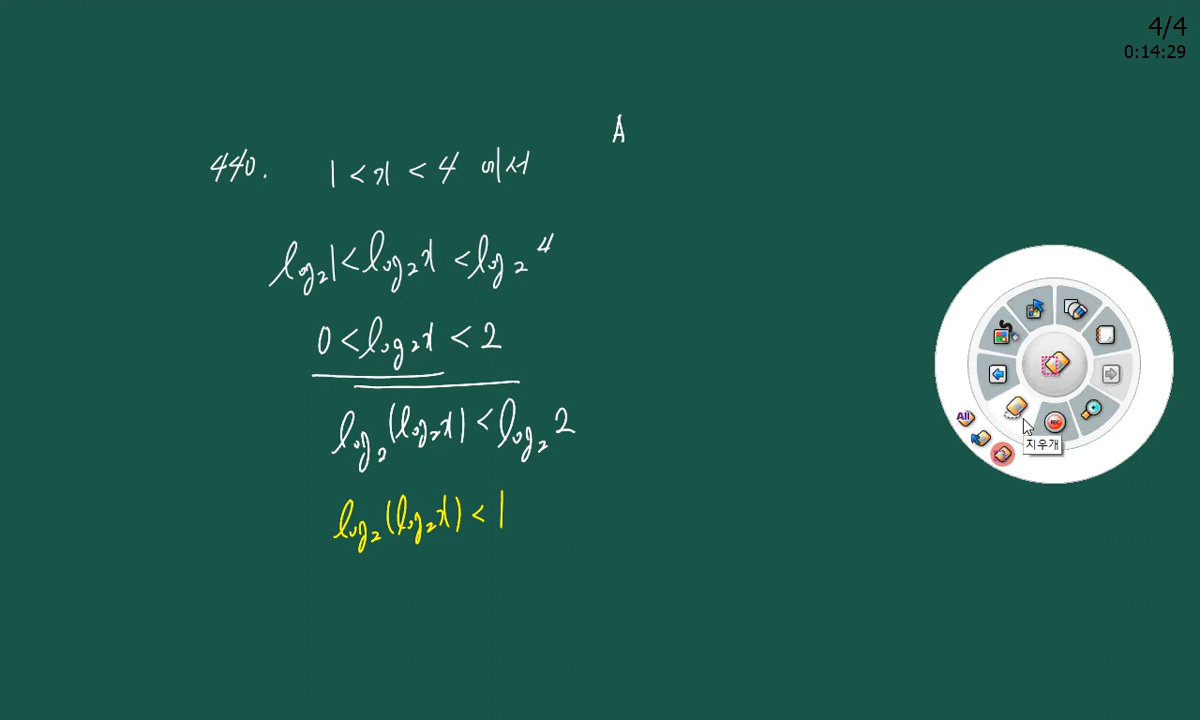 4/4
0:14:29
A
440. 1 < x < 4 에서
log₂1 < log₂x < log₂4
0 < log₂x < 2
log₂(log₂x) < log₂2
log₂(log₂x) < 1
All
REC
지우개